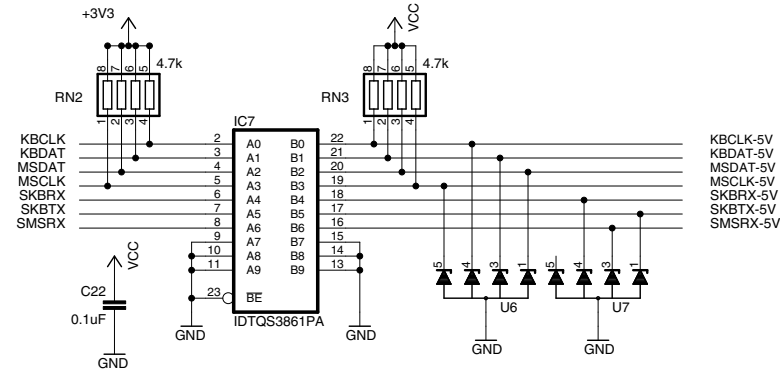 +3V3
VCC
8 7 6 5
4.7k
8 7 6 5
4.7k
RN2
RN3
1 2 3 4
1 2 3 4
IC7
KBCLK 2 A0 B0 22 KBCLK-5V
KBDAT 3 A1 B1 21 KBDAT-5V
MSDAT 4 A2 B2 20 MSDAT-5V
MSCLK 5 A3 B3 19 MSCLK-5V
SKBRX 6 A4 B4 18 SKBRX-5V
SKBTX 7 A5 B5 17 SKBTX-5V
SMSRX 8 A6 B6 16 SMSRX-5V
9 A7 B7 15
10 A8 B8 14
11 A9 B9 13
VCC
5 4 3 1 5 4 3 1
23 BE
C22
0.1uF
U6 U7
IDTQS3861PA
GND GND
GND GND
GND